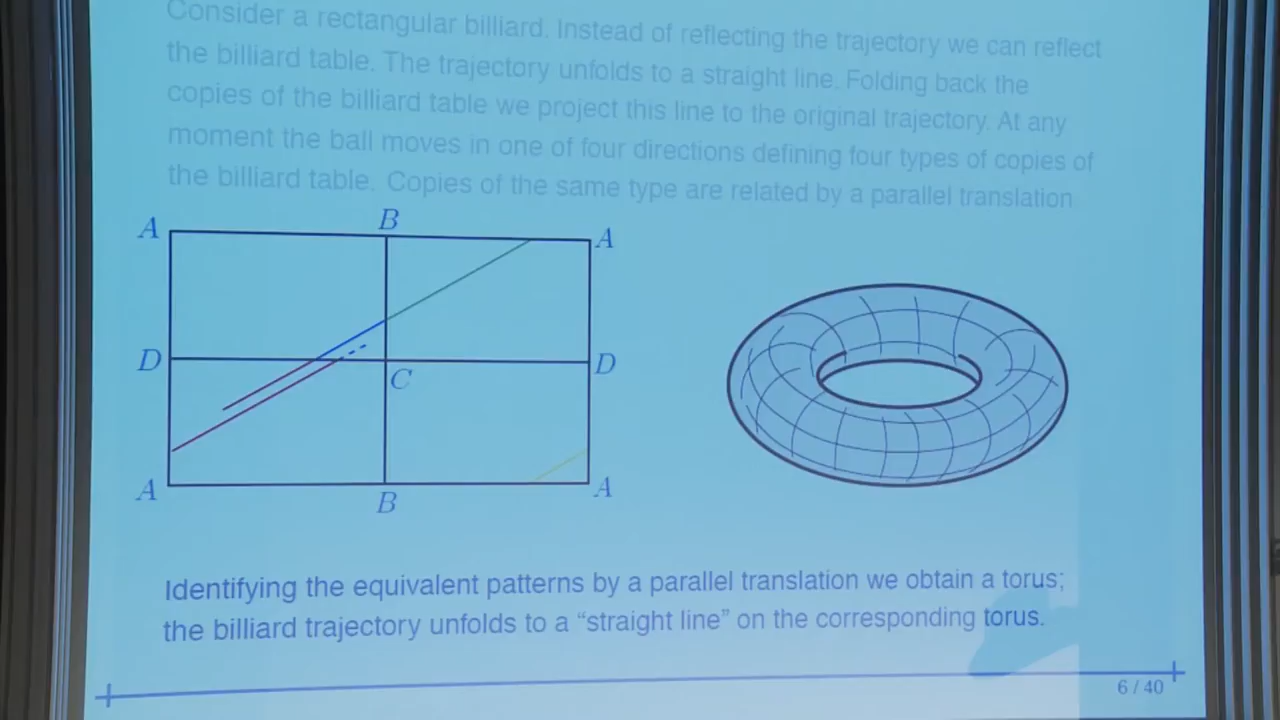 Consider a rectangular billiard. Instead of reflecting the trajectory we can reflect
the billiard table. The trajectory unfolds to a straight line. Folding back the
copies of the billiard table we project this line to the original trajectory. At any
moment the ball moves in one of four directions defining four types of copies of
the billiard table. Copies of the same type are related by a parallel translation
A B A
D C D
A B A
Identifying the equivalent patterns by a parallel translation we obtain a torus;
the billiard trajectory unfolds to a “straight line” on the corresponding torus.
6 / 40